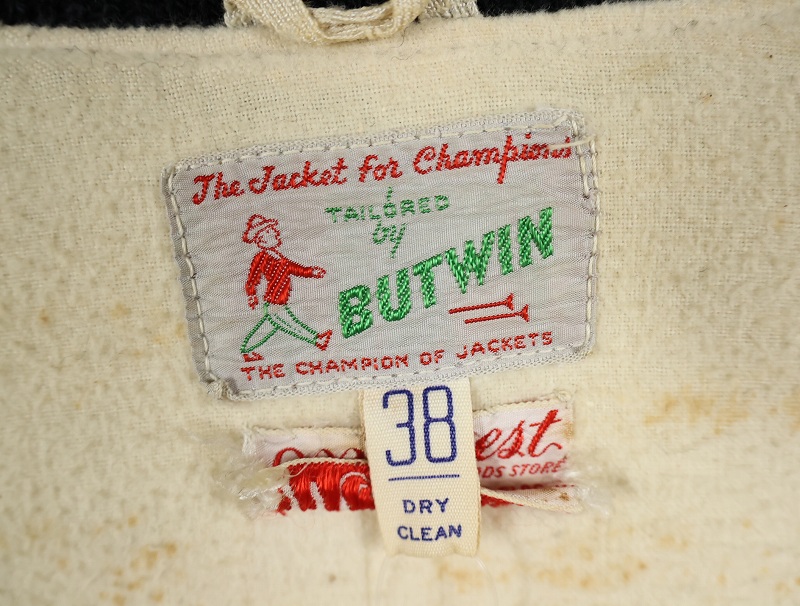 The Jacket for Champions
TAILORED
by
BUTWIN
THE CHAMPION OF JACKETS
38
DRY
CLEAN